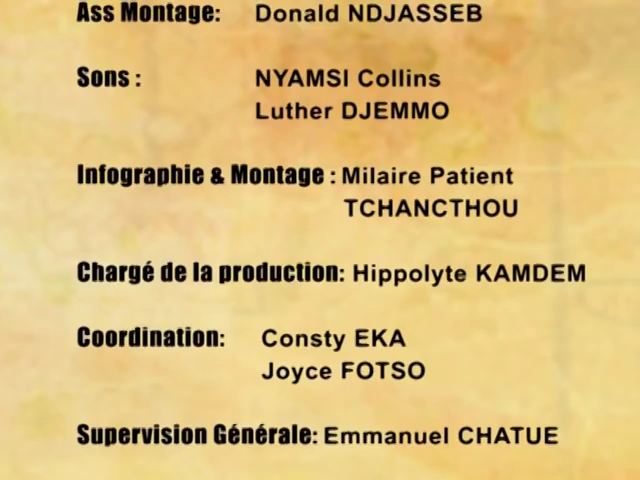 Ass Montage: Donald NDJASSEB
Sons : NYAMSI Collins
Luther DJEMMO
Infographie & Montage : Milaire Patient
TCHANCTHOU
Chargé de la production: Hippolyte KAMDEM
Coordination: Consty EKA
Joyce FOTSO
Supervision Générale: Emmanuel CHATUE